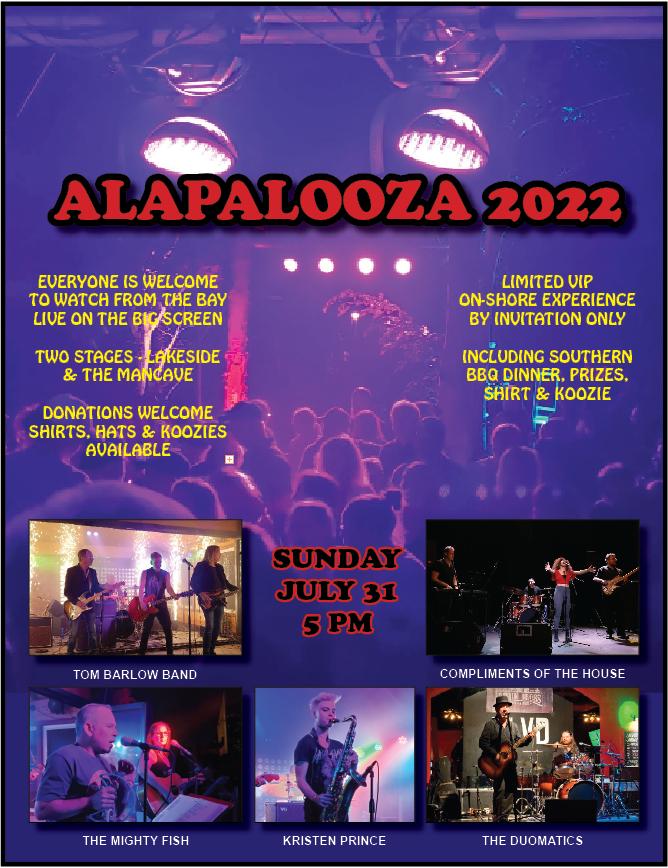 ALAPALOOZA 2022
EVERYONE IS WELCOME
TO WATCH FROM THE BAY
LIVE ON THE BIG SCREEN
TWO STAGES - LAKESIDE
& THE MANCAVE
DONATIONS WELCOME
SHIRTS, HATS & KOOZIES
AVAILABLE
LIMITED VIP
ON-SHORE EXPERIENCE
BY INVITATION ONLY
INCLUDING SOUTHERN
BBQ DINNER, PRIZES,
SHIRT & KOOZIE
SUNDAY
JULY 31
5 PM
TOM BARLOW BAND
COMPLIMENTS OF THE HOUSE
THE MIGHTY FISH
KRISTEN PRINCE
THE DUOMATICS